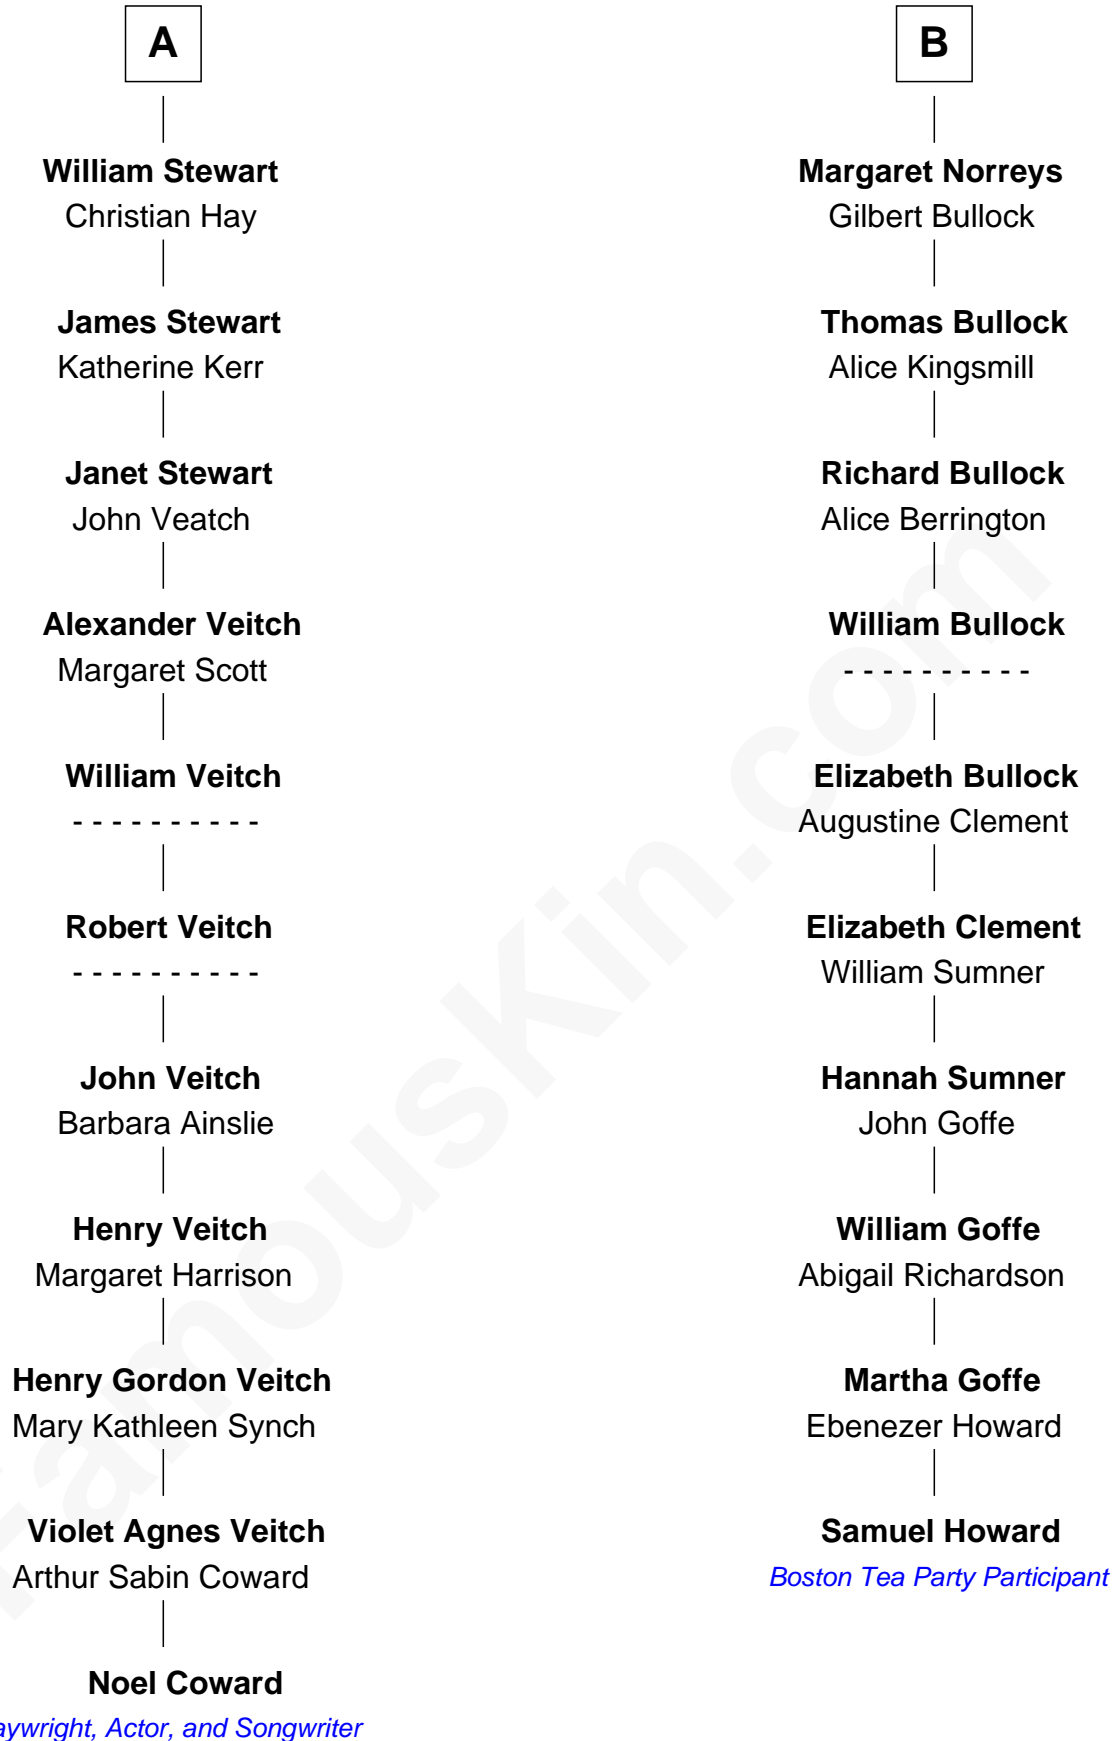 A
William Stewart
Christian Hay
James Stewart
Katherine Kerr
Janet Stewart
John Veatch
Alexander Veitch
Margaret Scott
William Veitch
- - - - - - - - - -
Robert Veitch
- - - - - - - - - -
John Veitch
Barbara Ainslie
Henry Veitch
Margaret Harrison
Henry Gordon Veitch
Mary Kathleen Synch
Violet Agnes Veitch
Arthur Sabin Coward
Noel Coward
aywright, Actor, and Songwriter
B
Margaret Norreys
Gilbert Bullock
Thomas Bullock
Alice Kingsmill
Richard Bullock
Alice Berrington
William Bullock
- - - - - - - - - -
Elizabeth Bullock
Augustine Clement
Elizabeth Clement
William Sumner
Hannah Sumner
John Goffe
William Goffe
Abigail Richardson
Martha Goffe
Ebenezer Howard
Samuel Howard
Boston Tea Party Participant
FamousKin.com